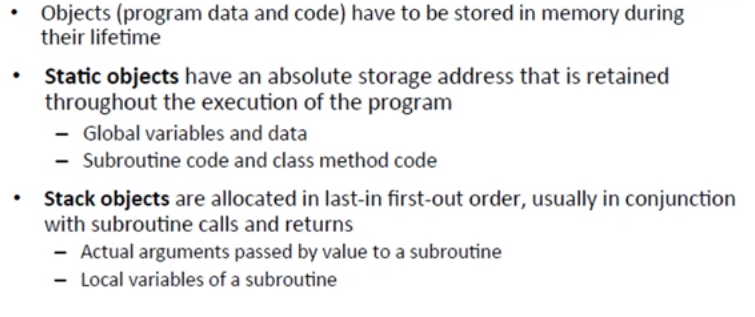 • Objects (program data and code) have to be stored in memory during
their lifetime
• Static objects have an absolute storage address that is retained
throughout the execution of the program
– Global variables and data
– Subroutine code and class method code
• Stack objects are allocated in last-in first-out order, usually in conjunction
with subroutine calls and returns
– Actual arguments passed by value to a subroutine
– Local variables of a subroutine